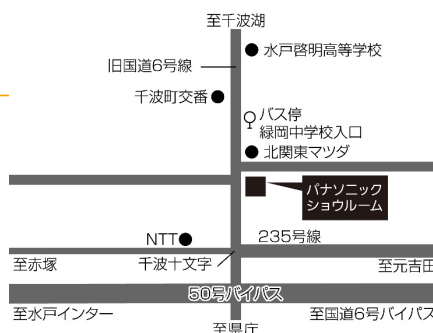 至千波湖
水戸啓明高等学校
旧国道6号線
千波町交番
バス停
緑岡中学校入口
北関東マツダ
パナソニック
ショウルーム
NTT
235号線
至赤塚
千波十文字
至元吉田
50号バイパス
至水戸インター
至国道6号バイパス
至県庁